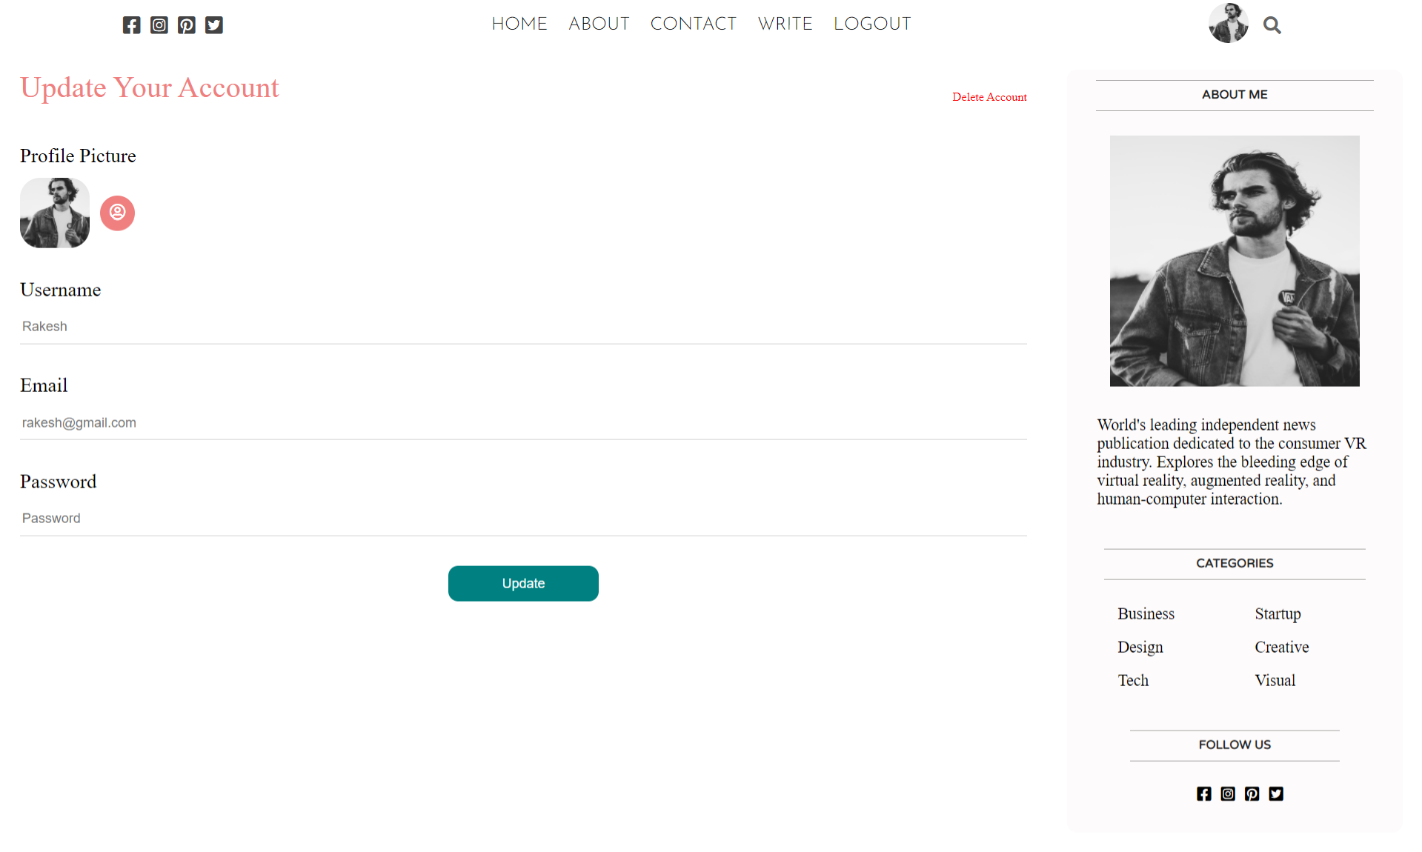 HOME ABOUT CONTACT WRITE LOGOUT
Update Your Account
Delete Account
Profile Picture
Username
Rakesh
Email
rakesh@gmail.com
Password
Password
Update
ABOUT ME
VAN
World's leading independent news
publication dedicated to the consumer VR
industry. Explores the bleeding edge of
virtual reality, augmented reality, and
human-computer interaction.
CATEGORIES
Business Startup
Design Creative
Tech Visual
FOLLOW US